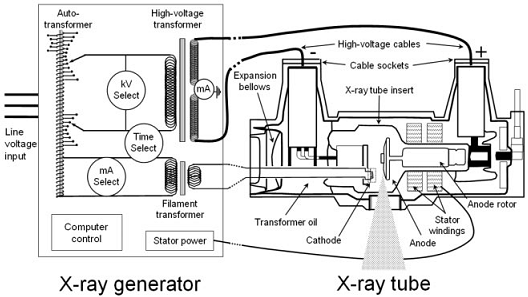 Auto-
transformer
High-voltage
transformer
kV
Select
mA
Time
Select
mA
Select
Line
voltage
input
Filament
transformer
Computer
control
Stator power
X-ray generator
-
+
High-voltage cables
Cable sockets
Expansion
bellows
X-ray tube insert
Transformer oil
Cathode
Anode
Stator
windings
Anode rotor
X-ray tube